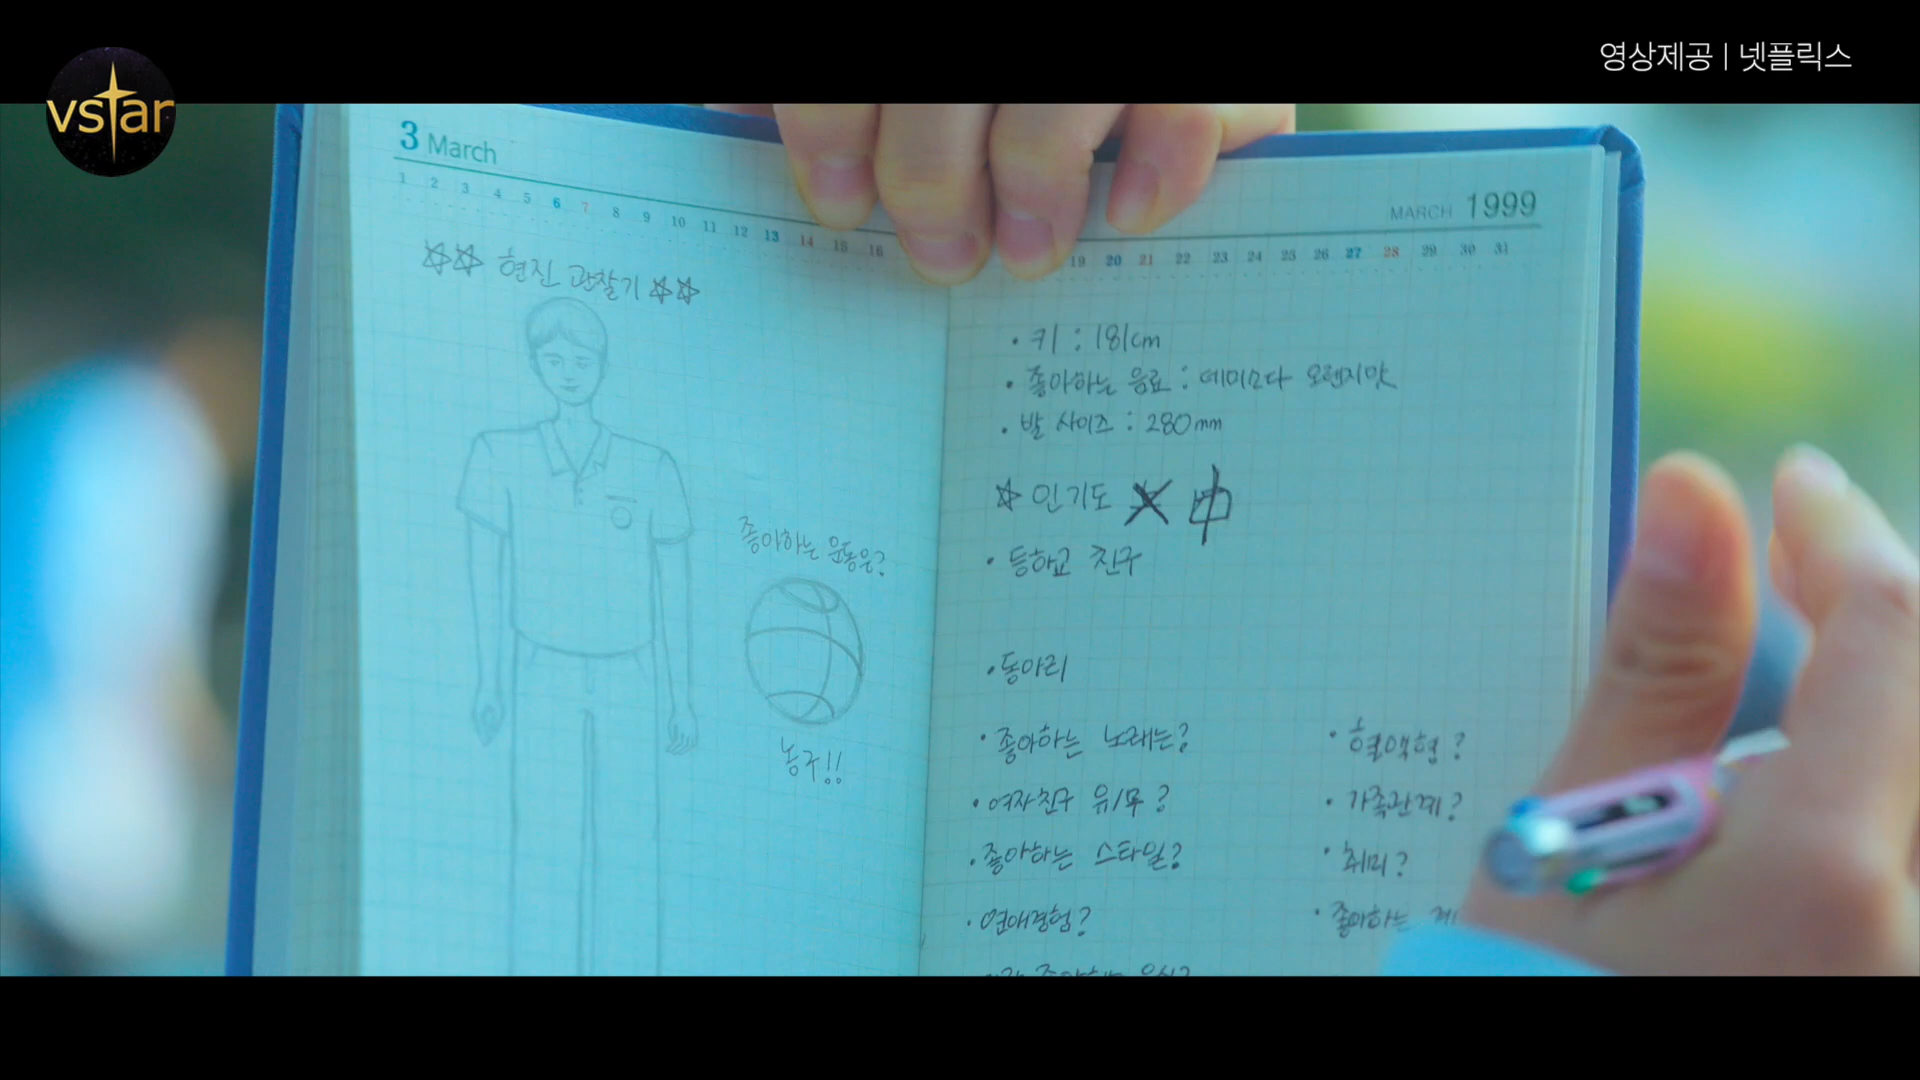 영상제공 | 넷플릭스
vstar
3 March
1 2 3 4 5 6 7 8 9 10 11 12 13 14 15 16
현진 관찰기
좋아하는 운동은?
농구!!
MARCH 1999
19 20 21 22 23 24 25 26 27 28 29 30 31
• 키 : 181cm
• 좋아하는 음료 : 데미소다 오렌지맛
• 발 사이즈 : 280mm
☆ 인기도 中
• 등하교 친구
• 동아리
• 좋아하는 노래는?
• 여자친구 유/무 ?
• 좋아하는 스타일?
• 연애경험?
• 혈액형 ?
• 가족관계?
• 취미 ?
• 좋아하는